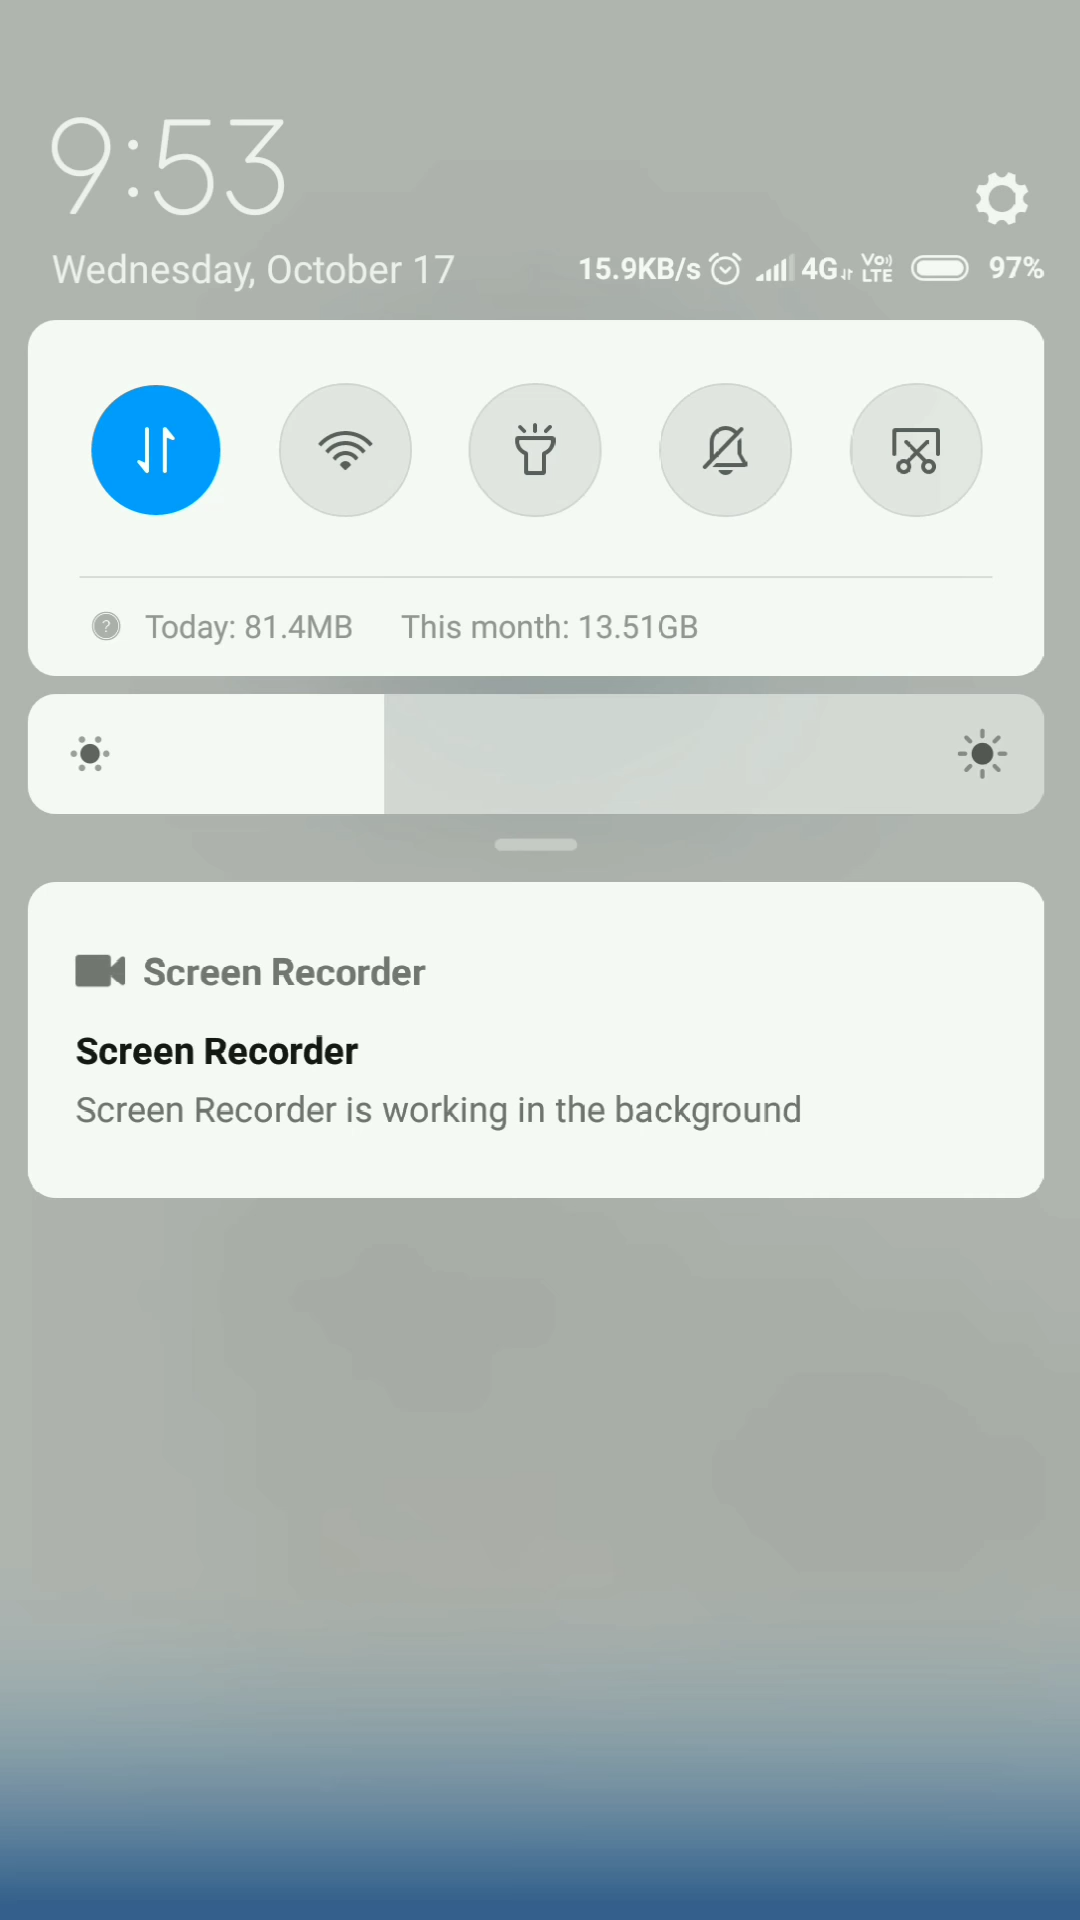 9:53
Wednesday, October 17 15.9KB/s 4G Vo)) LTE 97%
? Today: 81.4MB This month: 13.51GB
Screen Recorder
Screen Recorder
Screen Recorder is working in the background